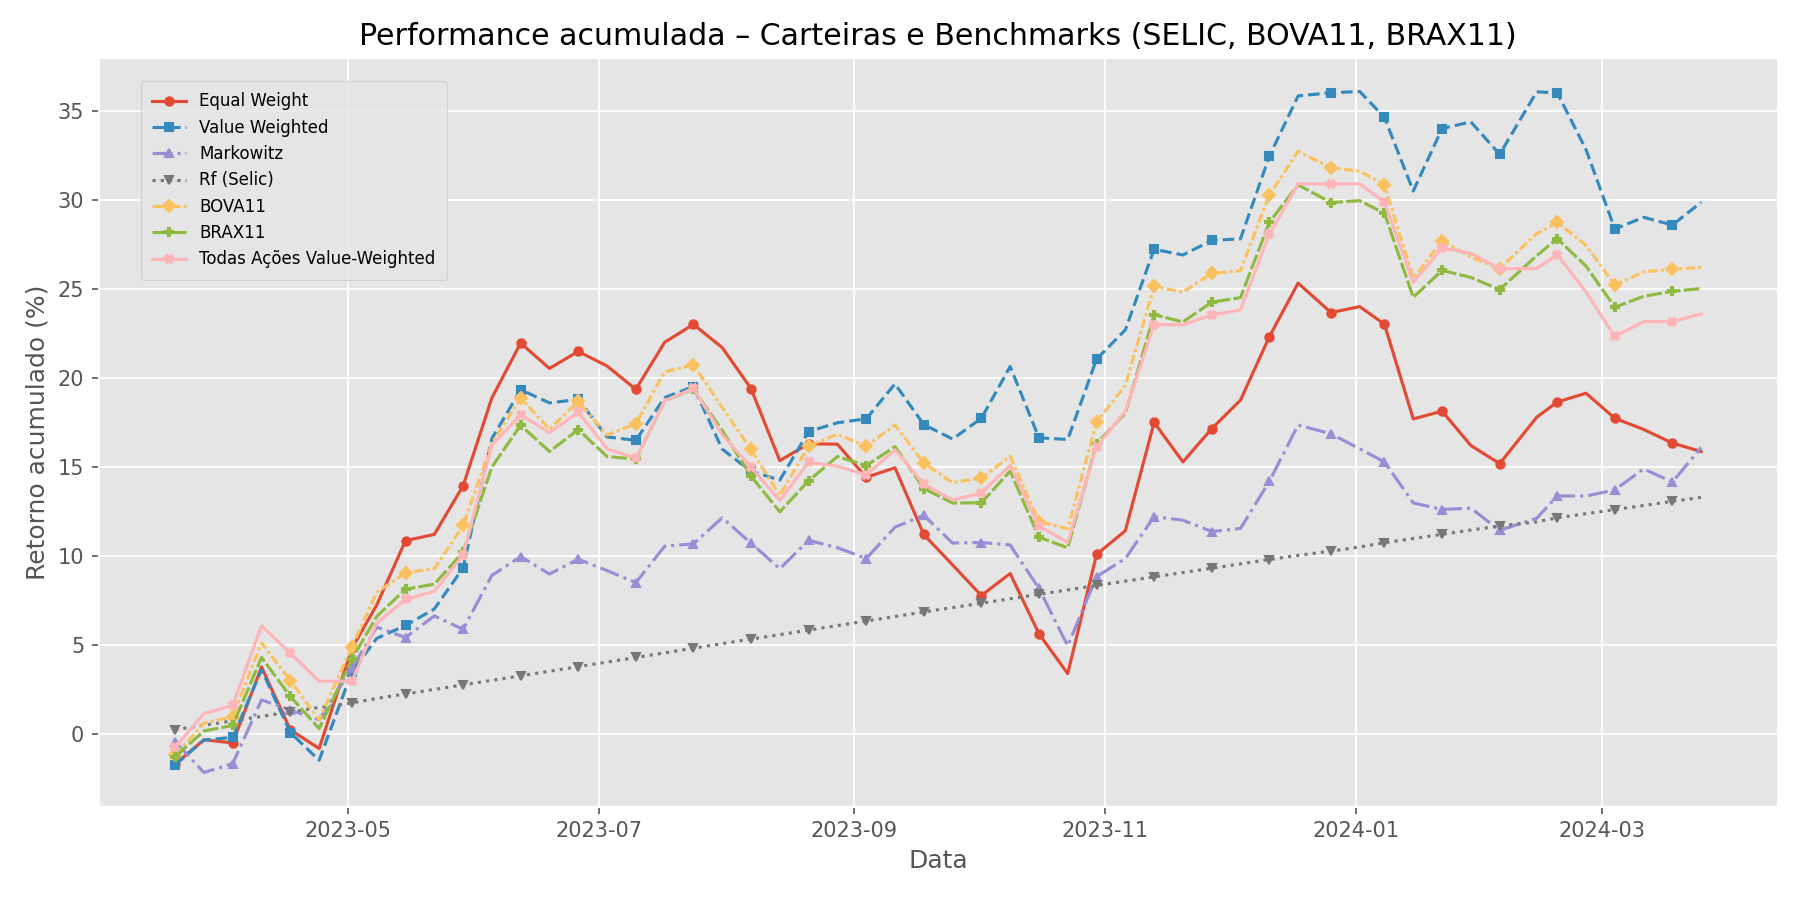 Performance acumulada – Carteiras e Benchmarks (SELIC, BOVA11, BRAX11)
Equal Weight
Value Weighted
Markowitz
Rf (Selic)
BOVA11
BRAX11
Todas Ações Value-Weighted
Retorno acumulado (%)
35
30
25
20
15
10
5
0
2023-05
2023-07
2023-09
2023-11
2024-01
2024-03
Data